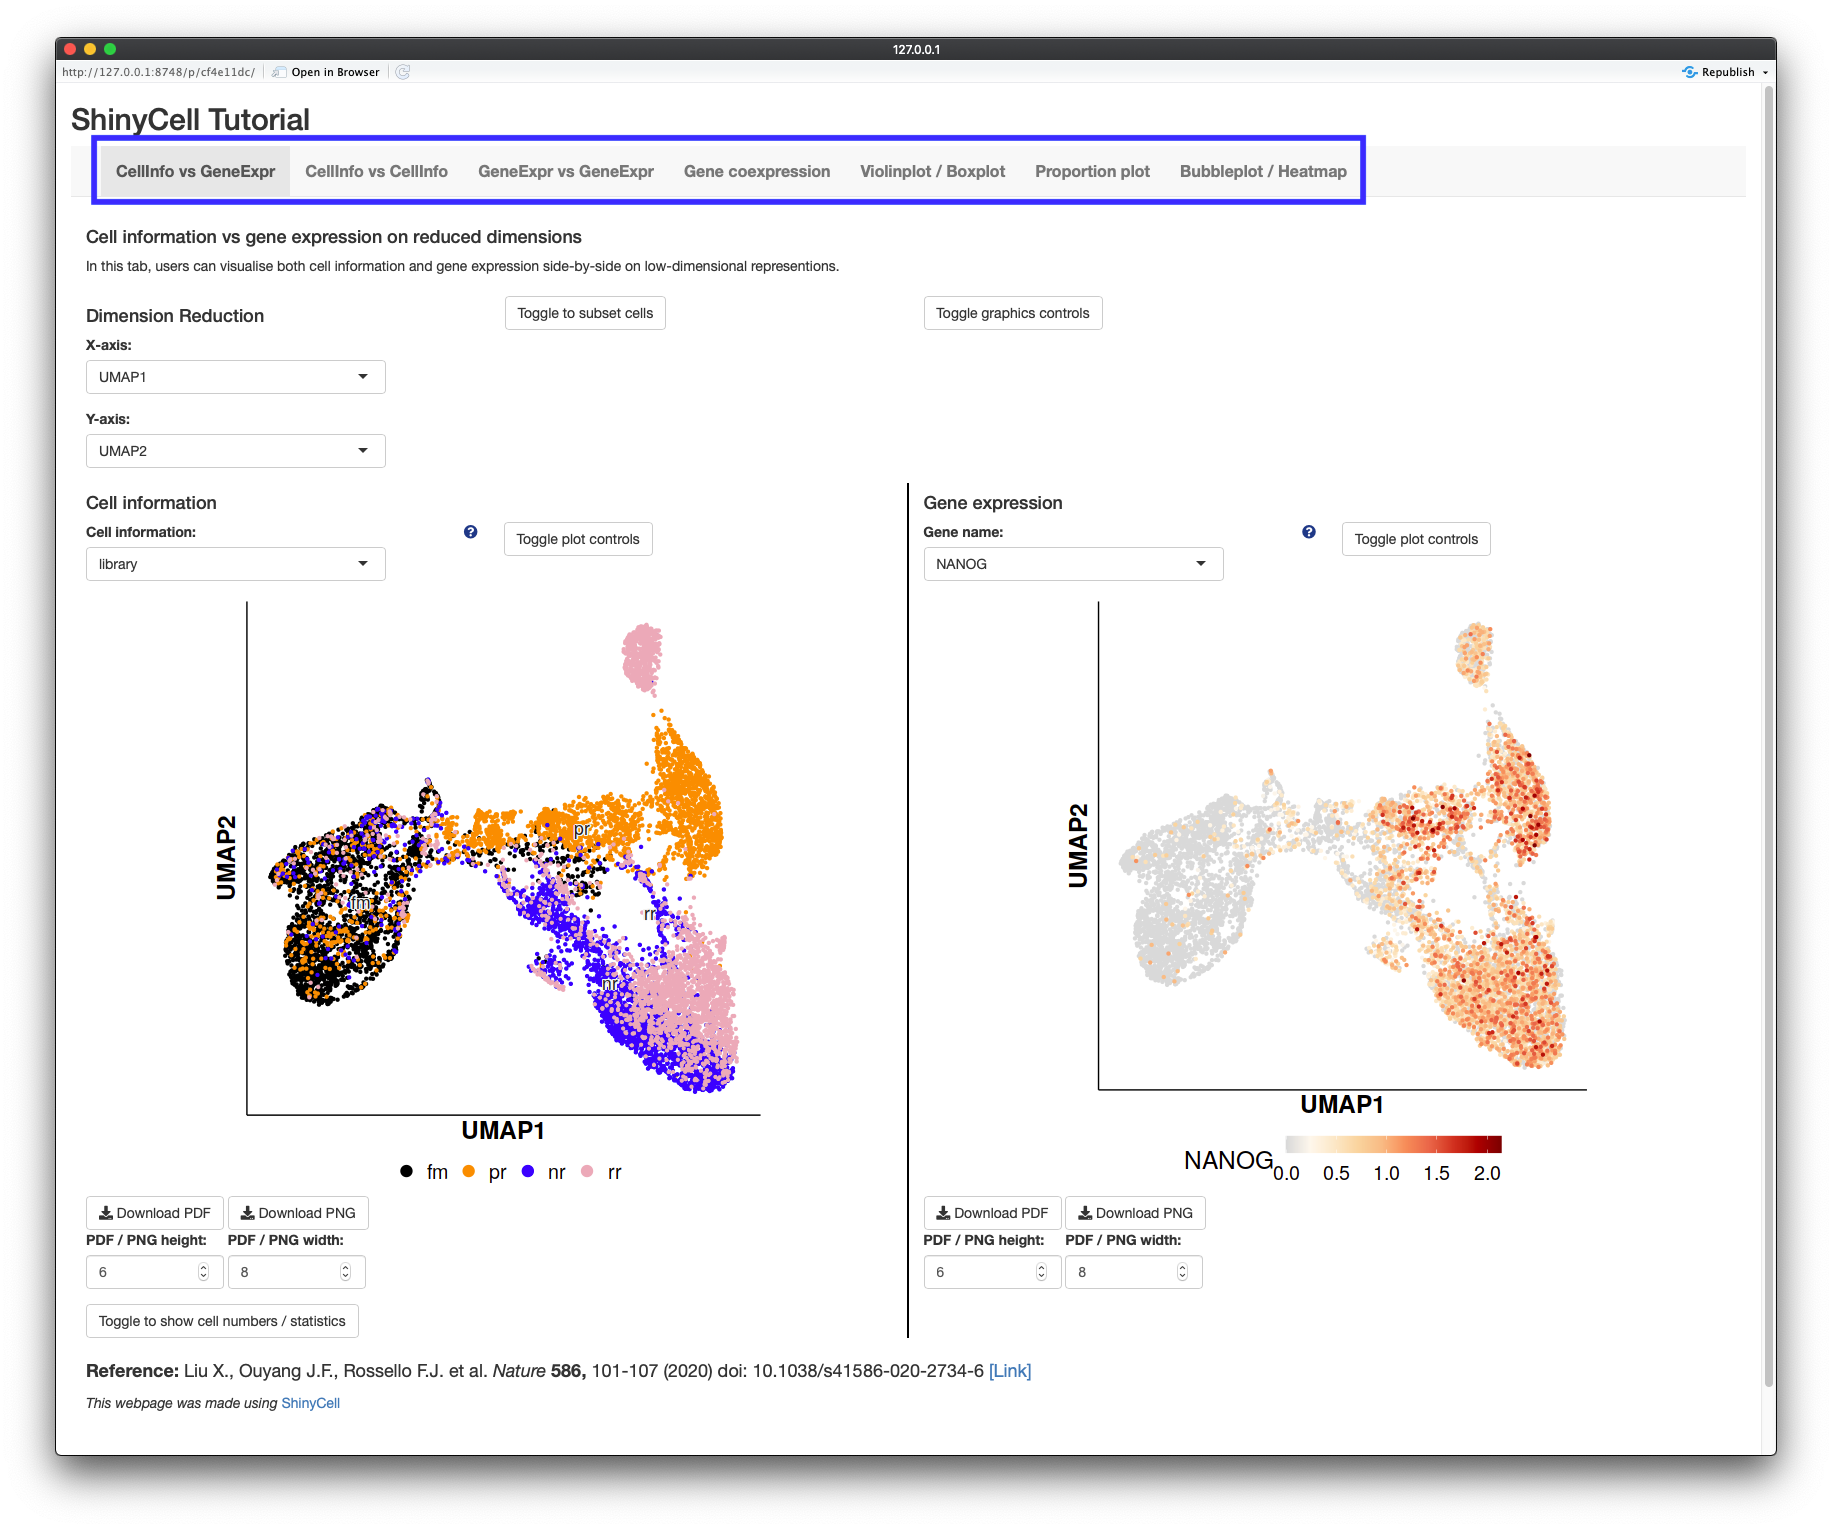 127.0.0.1
http://127.0.0.1:8748/p/cf4e11dc/ Open in Browser Republish
ShinyCell Tutorial
CellInfo vs GeneExpr CellInfo vs CellInfo GeneExpr vs GeneExpr Gene coexpression Violinplot / Boxplot Proportion plot Bubbleplot / Heatmap
Cell information vs gene expression on reduced dimensions
In this tab, users can visualise both cell information and gene expression side-by-side on low-dimensional representions.
Dimension Reduction Toggle to subset cells Toggle graphics controls
X-axis:
UMAP1
Y-axis:
UMAP2
Cell information
Cell information: ? Toggle plot controls
library
pr
fm
rr
nr
UMAP2
UMAP1
fm pr nr rr
Download PDF Download PNG
PDF / PNG height: PDF / PNG width:
6 8
Toggle to show cell numbers / statistics
Gene expression
Gene name: ? Toggle plot controls
NANOG
UMAP2
UMAP1
NANOG
0.0 0.5 1.0 1.5 2.0
Download PDF Download PNG
PDF / PNG height: PDF / PNG width:
6 8
Reference: Liu X., Ouyang J.F., Rossello F.J. et al. Nature 586, 101-107 (2020) doi: 10.1038/s41586-020-2734-6 [Link]
This webpage was made using ShinyCell